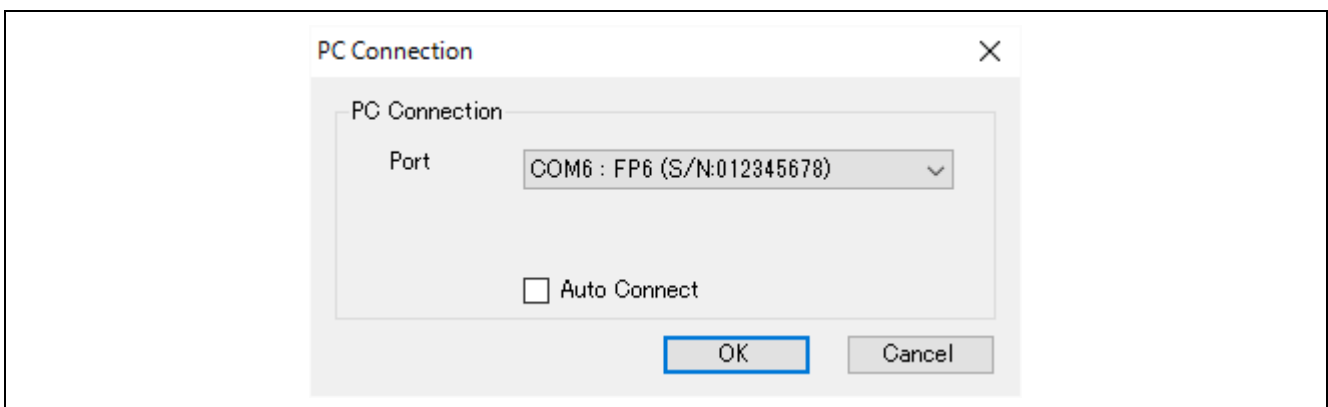 PC Connection
PC Connection
Port
COM6 : FP6 (S/N:012345678)
Auto Connect
OK
Cancel